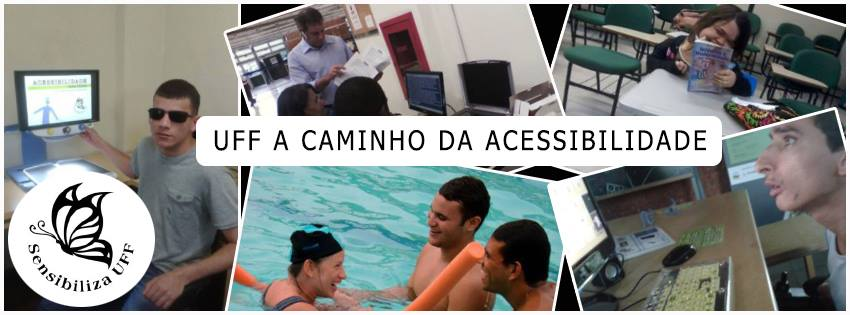 UFF A CAMINHO DA ACESSIBILIDADE
ACESSIBILIDADE
Sensibiliza UFF